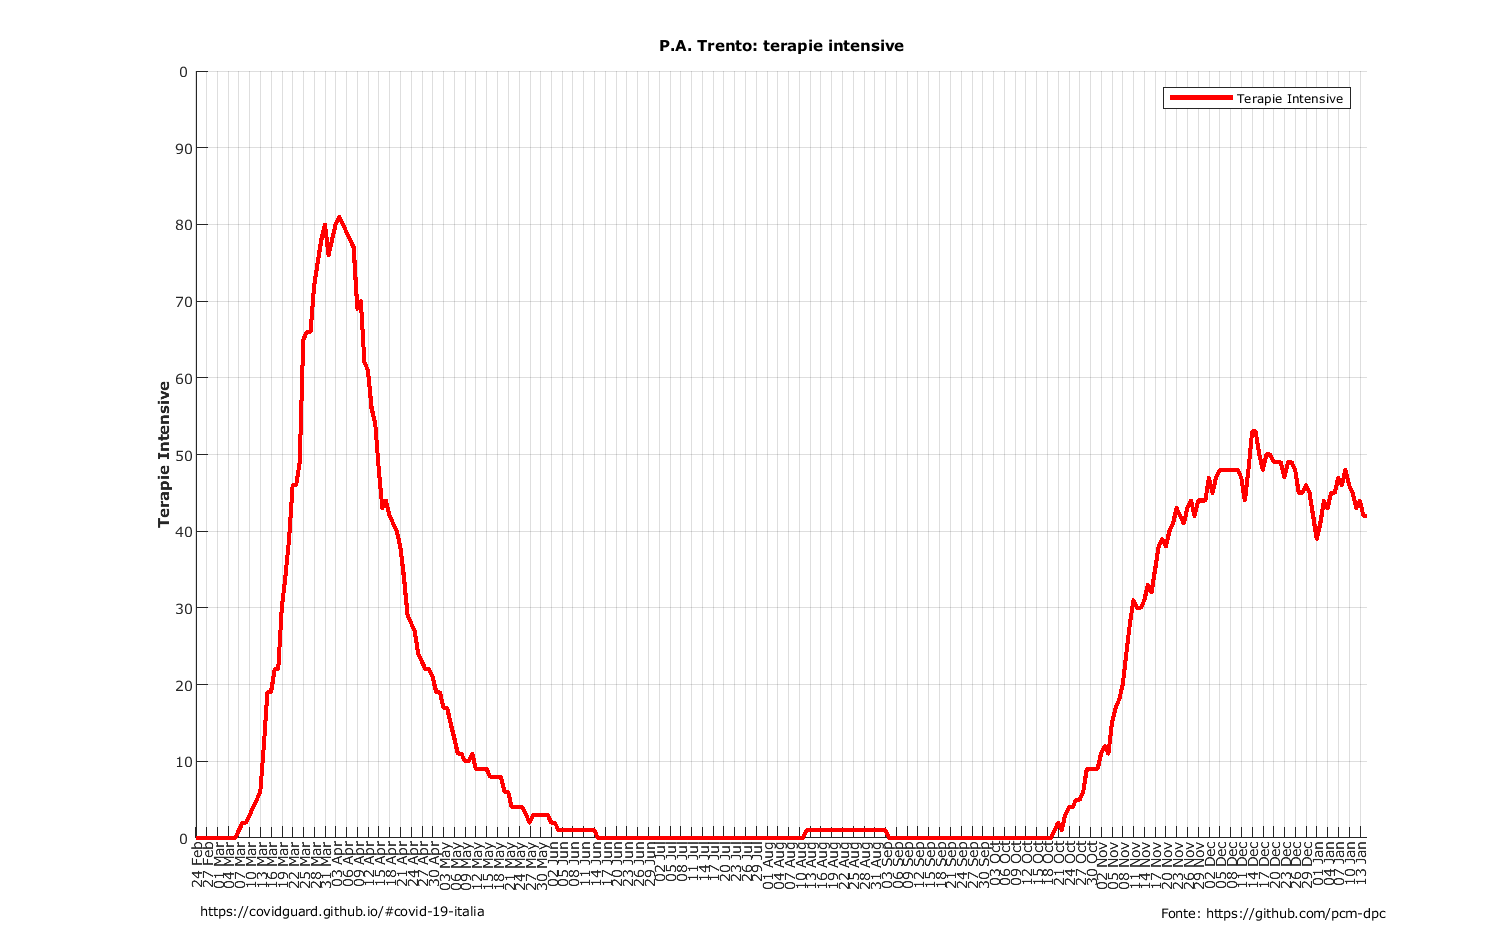 P.A. Trento: terapie intensive
0
Terapie Intensive
90
80
70
60
50
40
30
20
10
0
Terapie Intensive
24 Feb
27 Feb
01 Mar
04 Mar
07 Mar
10 Mar
13 Mar
16 Mar
19 Mar
22 Mar
25 Mar
28 Mar
31 Mar
03 Apr
06 Apr
09 Apr
12 Apr
15 Apr
18 Apr
21 Apr
24 Apr
27 Apr
30 Apr
03 May
06 May
09 May
12 May
15 May
18 May
21 May
24 May
27 May
30 May
02 Jun
05 Jun
08 Jun
11 Jun
14 Jun
17 Jun
20 Jun
23 Jun
26 Jun
29 Jun
02 Jul
05 Jul
08 Jul
11 Jul
14 Jul
17 Jul
20 Jul
23 Jul
26 Jul
29 Jul
01 Aug
04 Aug
07 Aug
10 Aug
13 Aug
16 Aug
19 Aug
22 Aug
25 Aug
28 Aug
31 Aug
03 Sep
06 Sep
09 Sep
12 Sep
15 Sep
18 Sep
21 Sep
24 Sep
27 Sep
30 Sep
03 Oct
06 Oct
09 Oct
12 Oct
15 Oct
18 Oct
21 Oct
24 Oct
27 Oct
30 Oct
02 Nov
05 Nov
08 Nov
11 Nov
14 Nov
17 Nov
20 Nov
23 Nov
26 Nov
29 Nov
02 Dec
05 Dec
08 Dec
11 Dec
14 Dec
17 Dec
20 Dec
23 Dec
26 Dec
29 Dec
01 Jan
04 Jan
07 Jan
10 Jan
13 Jan
https://covidguard.github.io/#covid-19-italia
Fonte: https://github.com/pcm-dpc